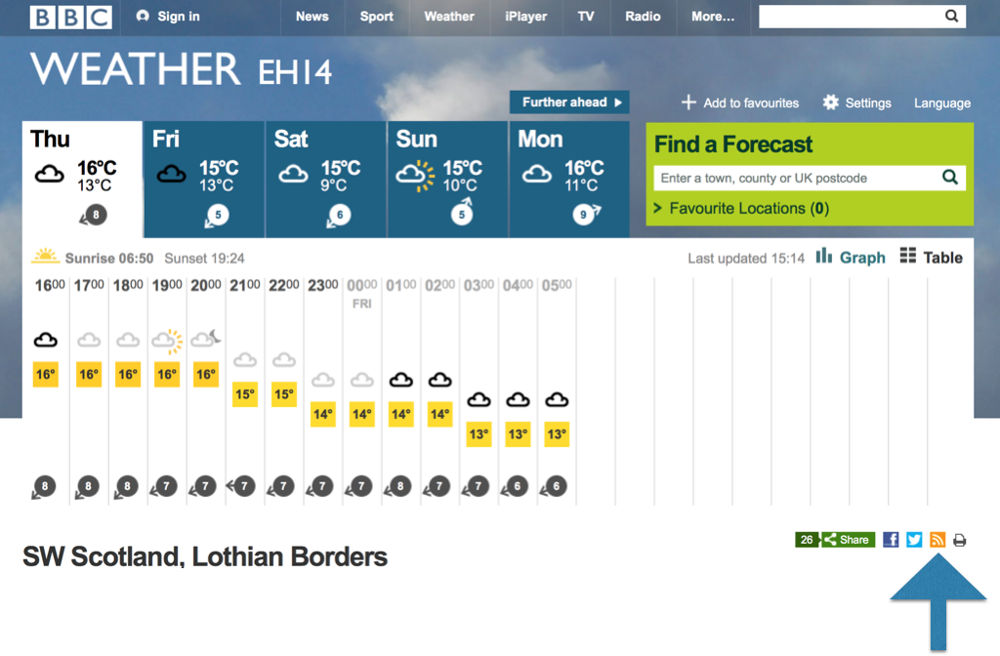 BBC Sign in News Sport Weather iPlayer TV Radio More...
WEATHER EH14
Further ahead
Add to favourites Settings Language
Thu Fri Sat Sun Mon
16°C 15°C 15°C 15°C 16°C
13°C 13°C 9°C 10°C 11°C
8 5 6 5 9
Find a Forecast
Enter a town, county or UK postcode
Favourite Locations (0)
Sunrise 06:50 Sunset 19:24 Last updated 15:14 Graph Table
1600 1700 1800 1900 2000 2100 2200 2300 0000 0100 0200 0300 0400 0500
FRI
16° 16° 16° 16° 16°
15° 15°
14° 14° 14° 14°
13° 13° 13°
8 8 8 7 7 7 7 7 7 8 7 7 6 6
26 Share
SW Scotland, Lothian Borders